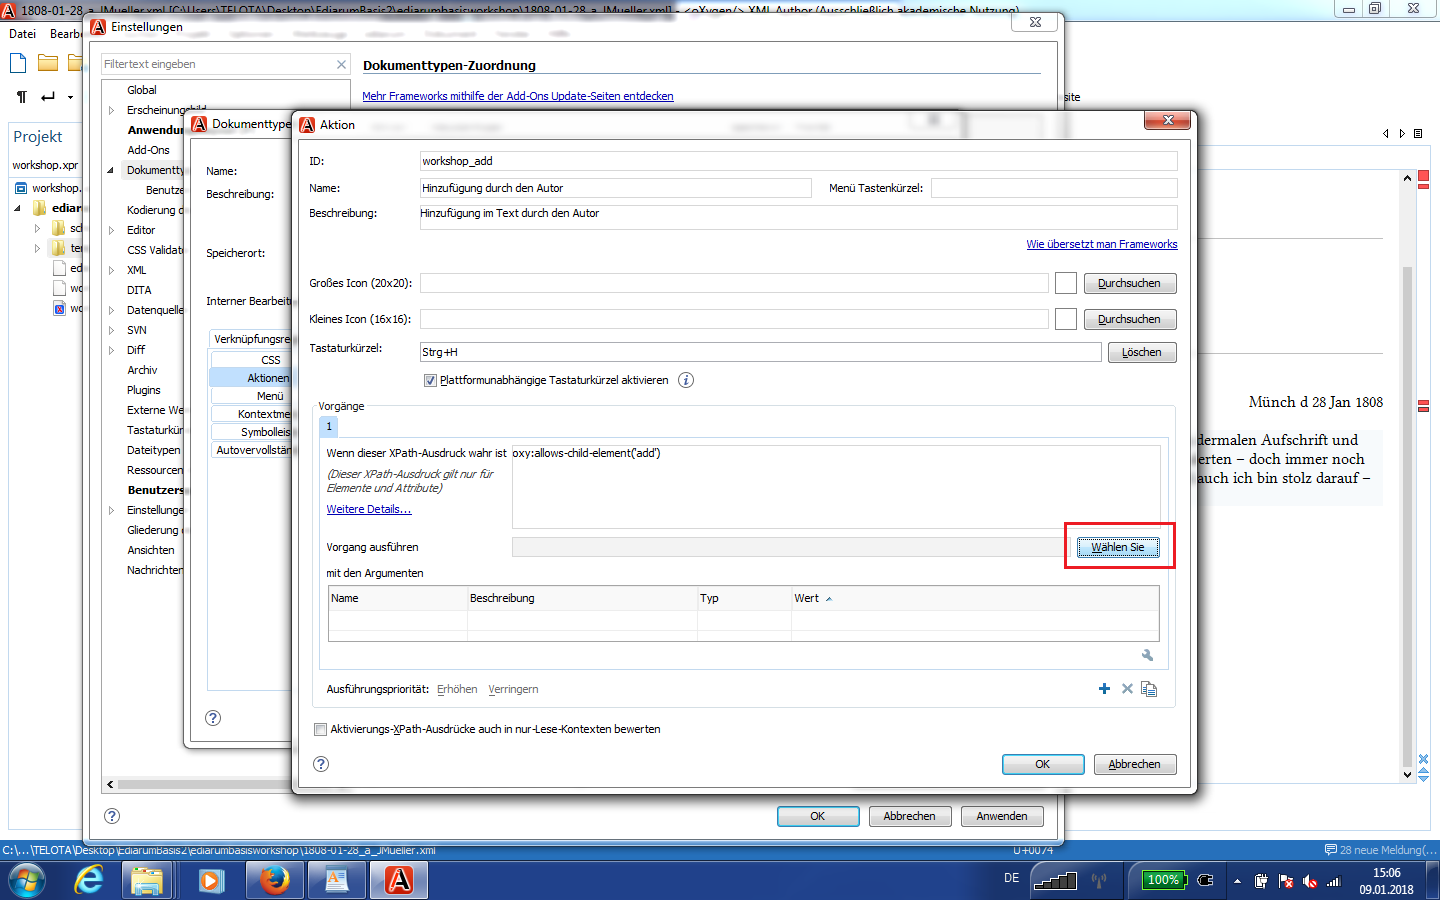 1808-01-28_a_JMueller.xml [C:\Users\TELOTA\Desktop\EdiarumBasis2\ediarumbasisworkshop\1808-01-28_a_JMueller.xml] - <oXygen/> XML Author (Ausschließlich akademische Nutzung)
Datei
Einstellungen
Filtertext eingeben
Dokumenttypen-Zuordnung
Mehr Frameworks mithilfe der Add-Ons Update-Seiten entdecken
Projekt
workshop.xpr
workshop.
ediar
Global
Erscheinungsbild
Add-Ons
Dokumentty
Benutze
Kodierung d
Editor
CSS Validate
XML
DITA
Datenquelle
SVN
Diff
Archiv
Plugins
Externe We
Tastaturkür
Dateitypen
Ressourcen
Benutzers
Einstellunge
Gliederung
Ansichten
Nachrichten
Dokumenttype
Name:
Beschreibung:
Speicherort:
Interner Bearbeitu
Verknüpfungsre
CSS
Aktionen
Menü
Kontextme
Symbolleis
Autovervollstän
Aktion
ID:
workshop_add
Name:
Hinzufügung durch den Autor
Menü Tastenkürzel:
Beschreibung:
Hinzufügung im Text durch den Autor
Wie übersetzt man Frameworks
Großes Icon (20x20):
Durchsuchen
Kleines Icon (16x16):
Durchsuchen
Tastaturkürzel:
Strg+H
Löschen
Plattformunabhängige Tastaturkürzel aktivieren
Vorgänge
1
Wenn dieser XPath-Ausdruck wahr ist
oxy:allows-child-element('add')
(Dieser XPath-Ausdruck gilt nur für
Elemente und Attribute)
Weitere Details...
Vorgang ausführen
Wählen Sie
mit den Argumenten
Name Beschreibung Typ Wert
Ausführungspriorität: Erhöhen Verringern
Aktivierungs-XPath-Ausdrücke auch in nur-Lese-Kontexten bewerten
OK Abbrechen
OK Abbrechen Anwenden
site
Münch d 28 Jan 1808
dermalen Aufschrift und
erten – doch immer noch
auch ich bin stolz darauf –
C:\...\TELOTA\Desktop\EdiarumBasis2\ediarumbasisworkshop\1808-01-28_a_JMueller.xml
U+0074
28 neue Meldung(...
DE
100%
15:06
09.01.2018